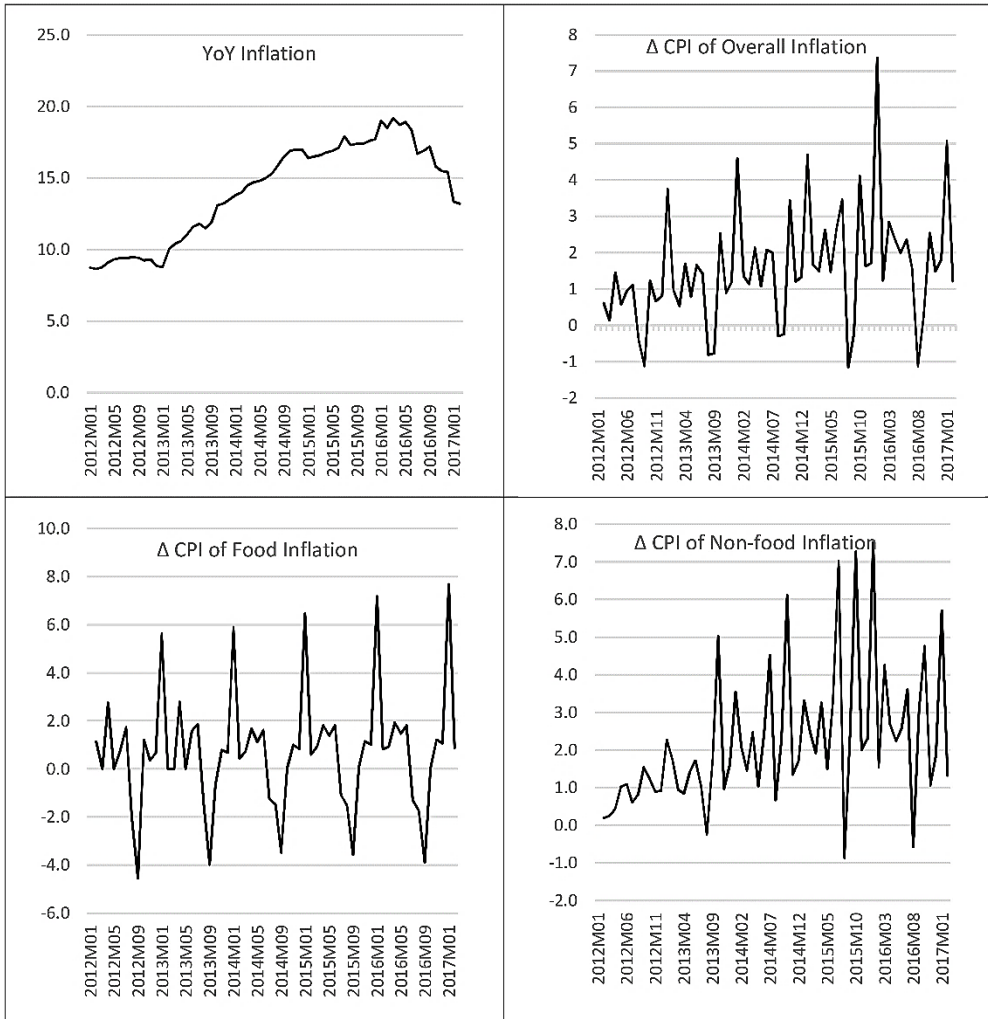 YoY Inflation
25.0
20.0
15.0
10.0
5.0
0.0
2012M01
2012M05
2012M09
2013M01
2013M05
2013M09
2014M01
2014M05
2014M09
2015M01
2015M05
2015M09
2016M01
2016M05
2016M09
2017M01
Δ CPI of Overall Inflation
8
7
6
5
4
3
2
1
0
-1
-2
2012M01
2012M06
2012M11
2013M04
2013M09
2014M02
2014M07
2014M12
2015M05
2015M10
2016M03
2016M08
2017M01
Δ CPI of Food Inflation
10.0
8.0
6.0
4.0
2.0
0.0
-2.0
-4.0
-6.0
2012M01
2012M05
2012M09
2013M01
2013M05
2013M09
2014M01
2014M05
2014M09
2015M01
2015M05
2015M09
2016M01
2016M05
2016M09
2017M01
Δ CPI of Non-food Inflation
8.0
7.0
6.0
5.0
4.0
3.0
2.0
1.0
0.0
-1.0
-2.0
2012M01
2012M06
2012M11
2013M04
2013M09
2014M02
2014M07
2014M12
2015M05
2015M10
2016M03
2016M08
2017M01